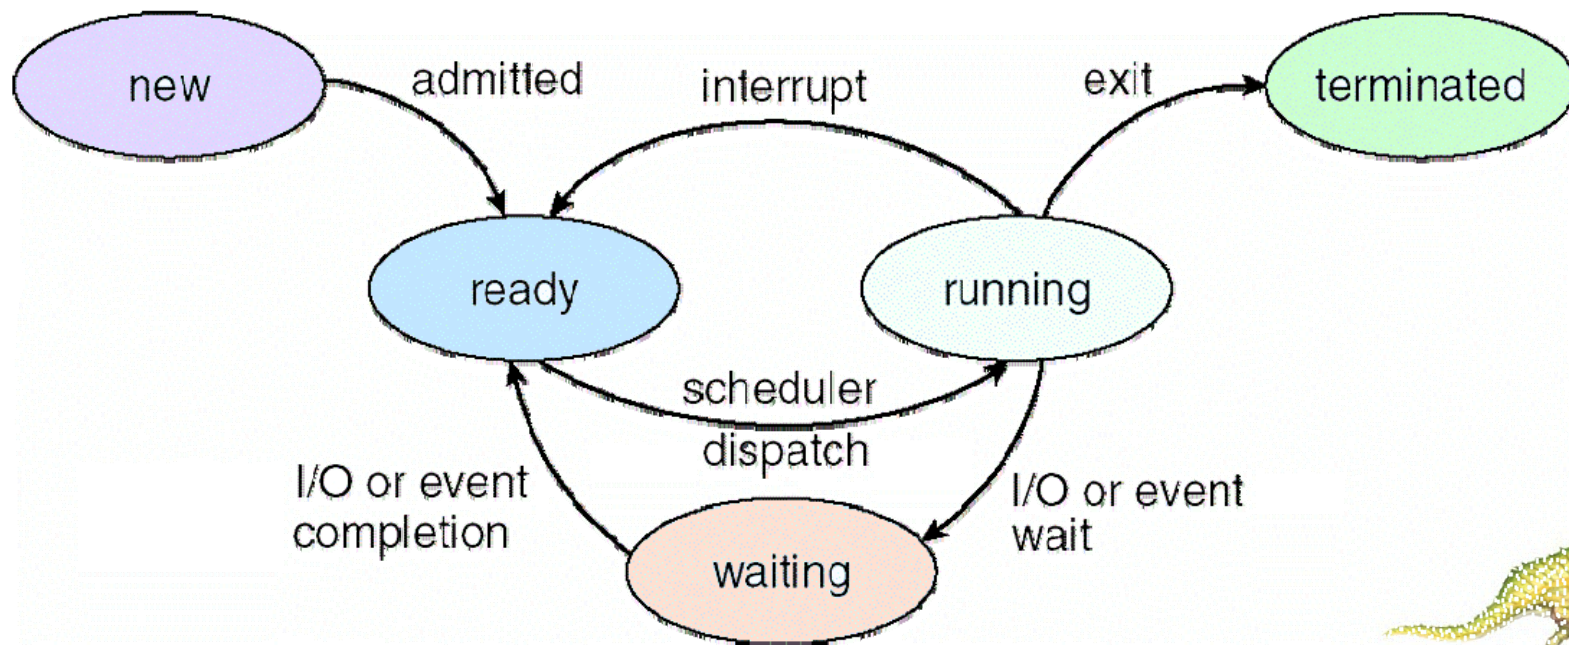 new
admitted
interrupt
exit
terminated
ready
running
scheduler
dispatch
I/O or event
completion
I/O or event
wait
waiting